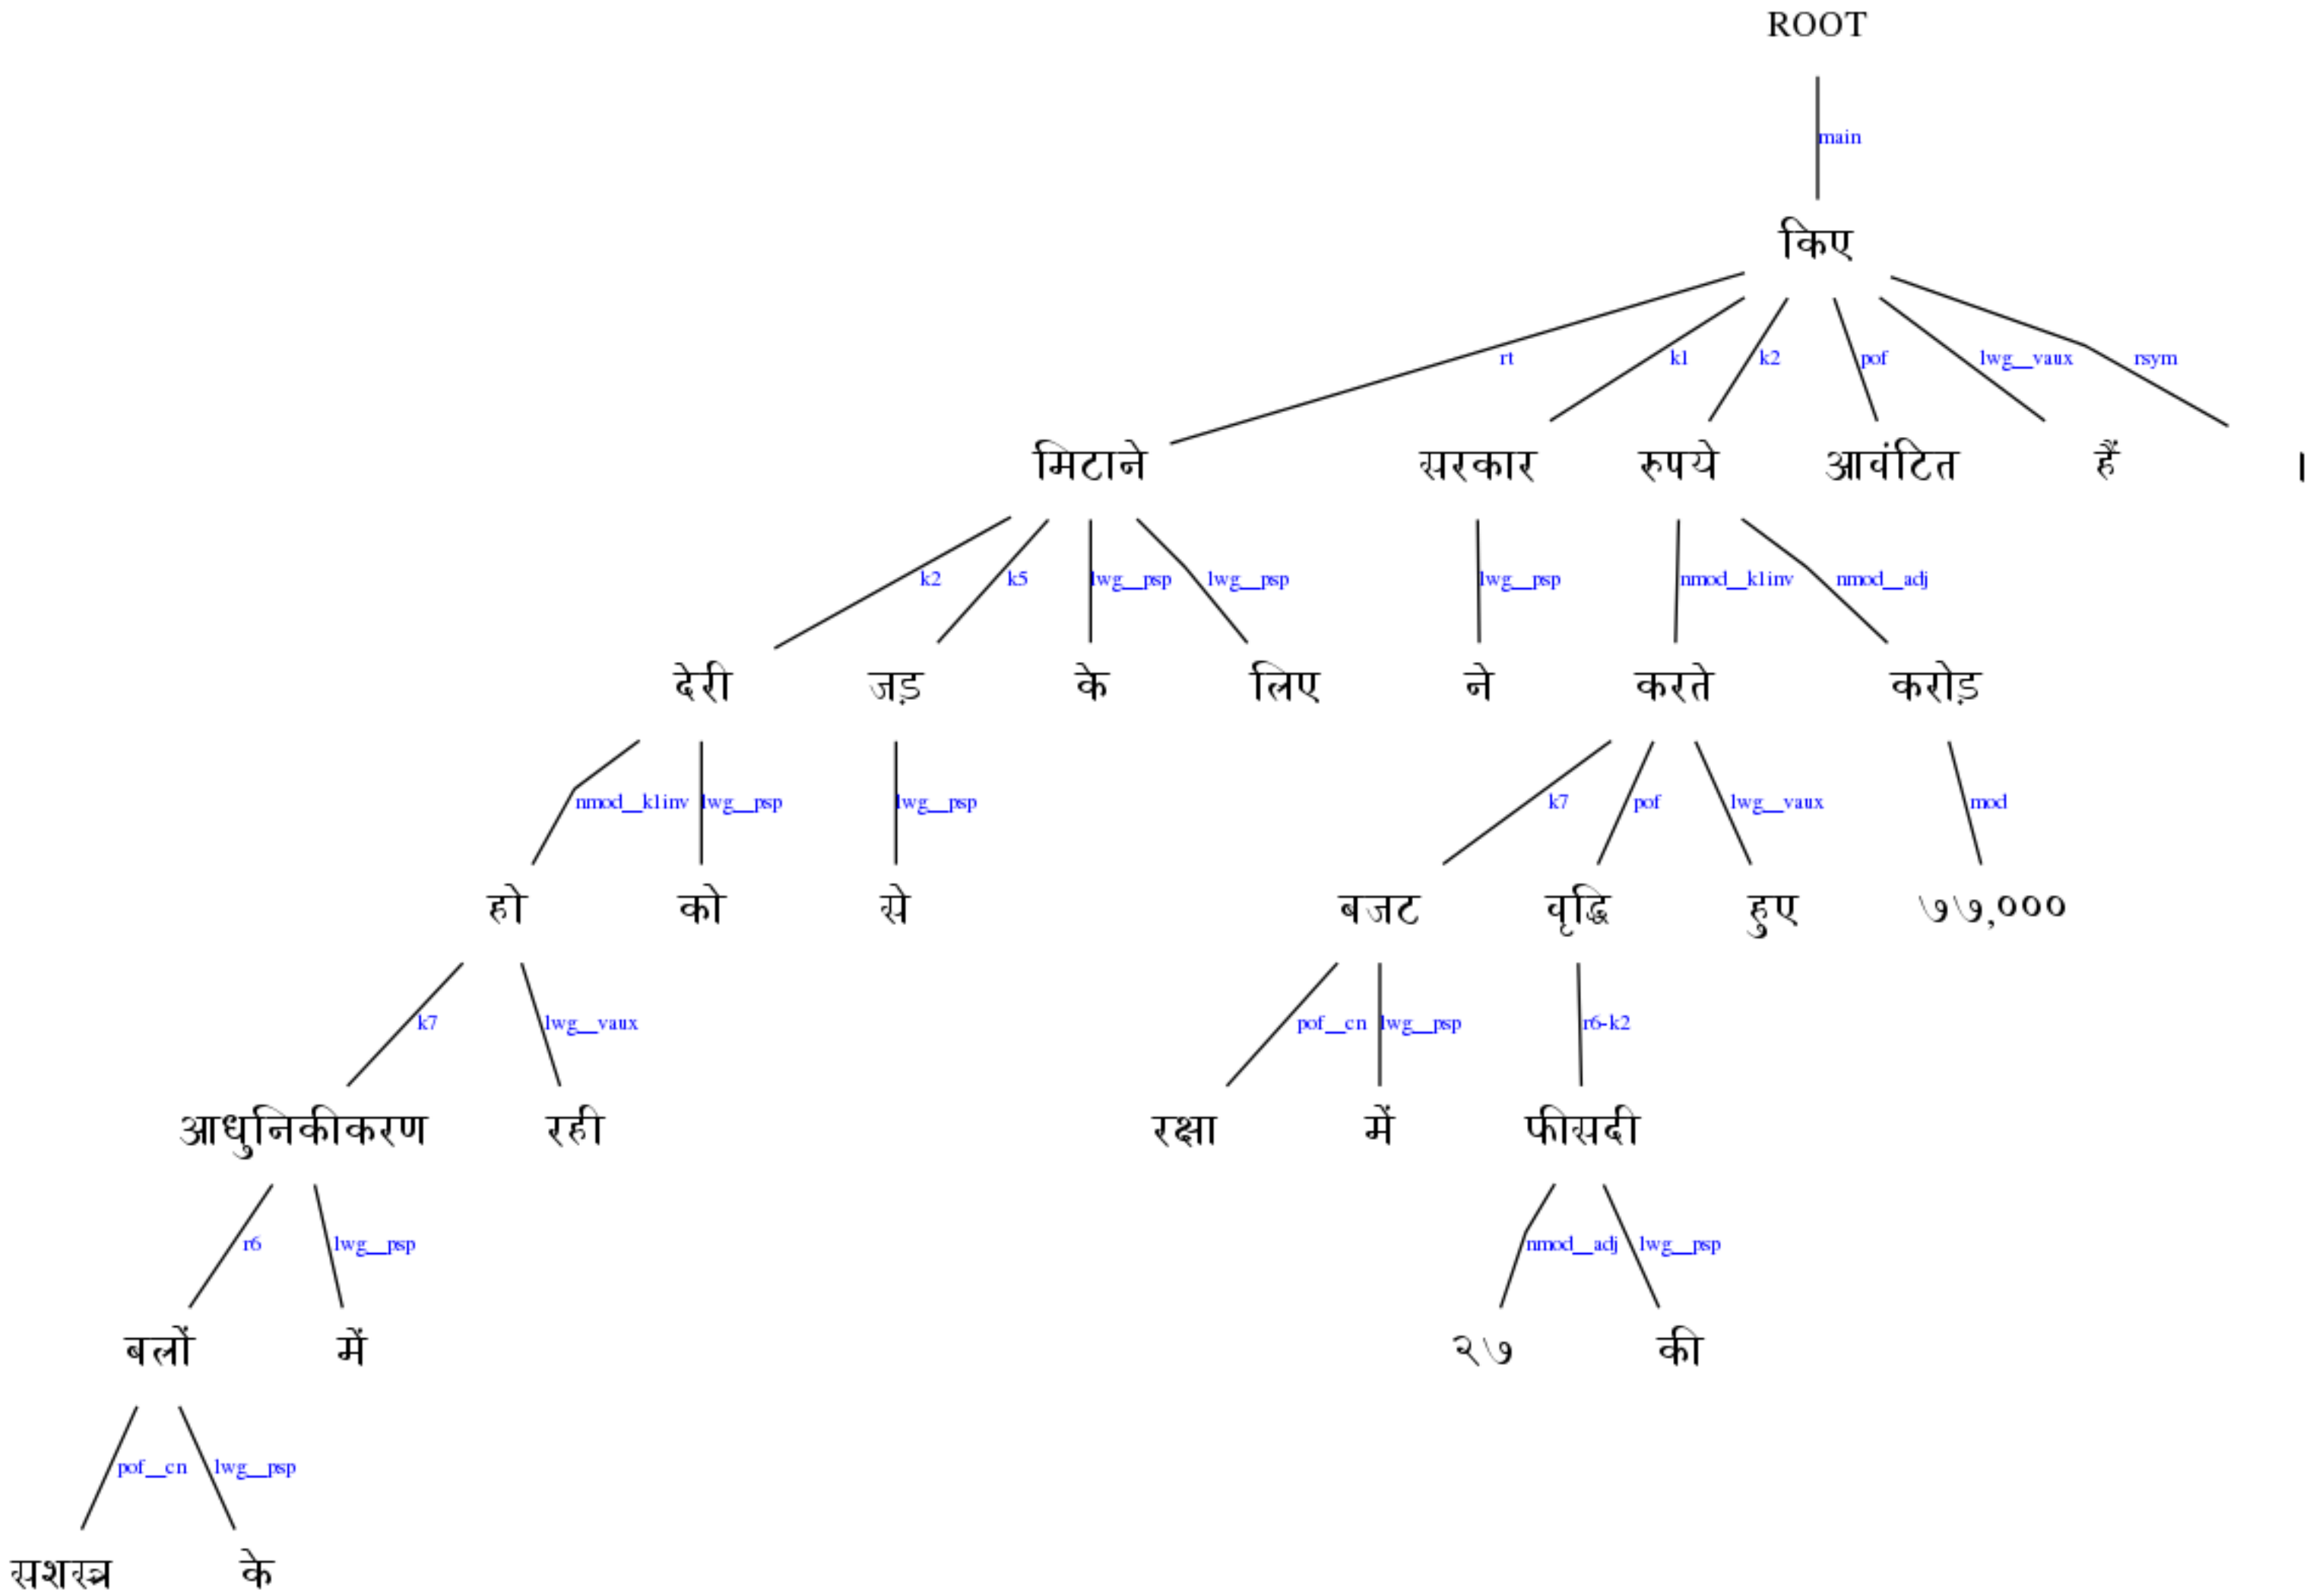 ROOT
main
किए
rt k1 k2 pof lwg__vaux rsym
मिटाने सरकार रुपये आवंटित हैं ।
k2 k5 lwg__psp lwg__psp lwg__psp nmod__k1inv nmod__adj
देरी जड़ के लिए ने करते करोड़
nmod__k1inv lwg__psp lwg__psp k7 pof lwg__vaux mod
हो को से बजट वृद्धि हुए ७७,०००
k7 lwg__vaux pof__cn lwg__psp r6-k2
आधुनिकीकरण रही रक्षा में फीसदी
r6 lwg__psp nmod__adj lwg__psp
बलों में २७ की
pof__cn lwg__psp
सशस्त्र के